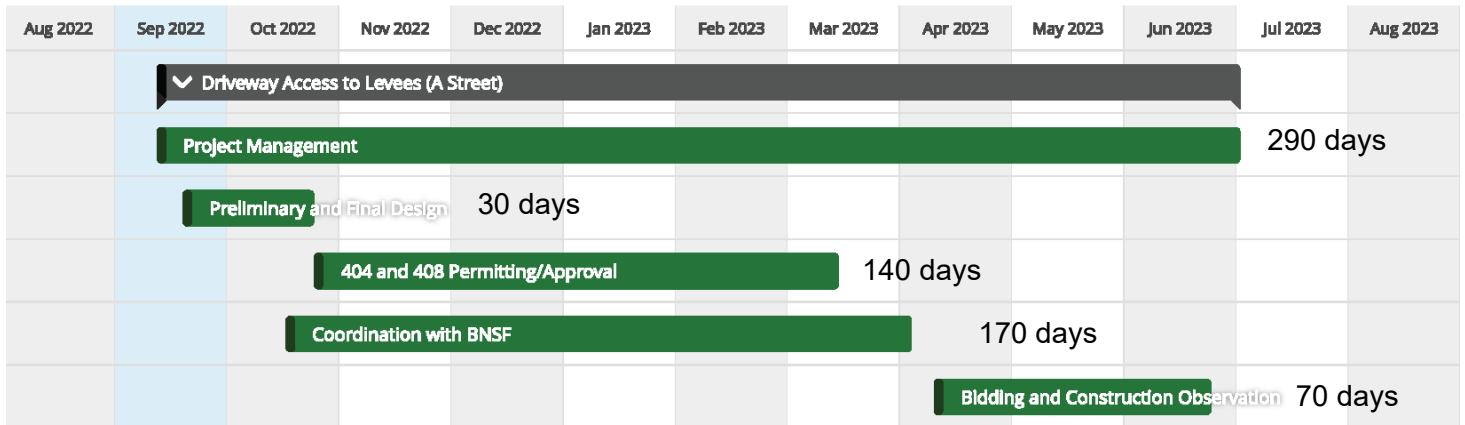 Aug 2022 Sep 2022 Oct 2022 Nov 2022 Dec 2022 Jan 2023 Feb 2023 Mar 2023 Apr 2023 May 2023 Jun 2023 Jul 2023 Aug 2023
Driveway Access to Levees (A Street)
Project Management 290 days
Preliminary and Final Design 30 days
404 and 408 Permitting/Approval 140 days
Coordination with BNSF 170 days
Bidding and Construction Observation 70 days